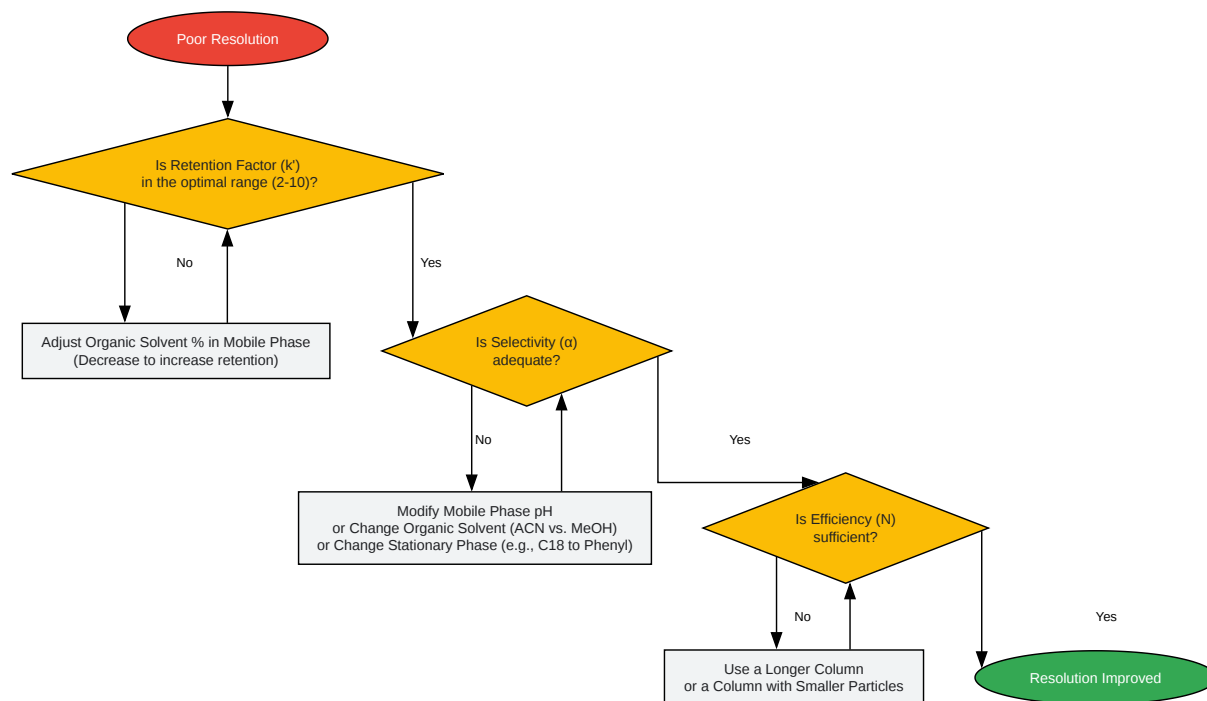 Poor Resolution
Is Retention Factor (k')
in the optimal range (2-10)?
No
Yes
Adjust Organic Solvent % in Mobile Phase
(Decrease to increase retention)
Is Selectivity (α)
adequate?
No
Yes
Modify Mobile Phase pH
or Change Organic Solvent (ACN vs. MeOH)
or Change Stationary Phase (e.g., C18 to Phenyl)
Is Efficiency (N)
sufficient?
No
Yes
Use a Longer Column
or a Column with Smaller Particles
Resolution Improved